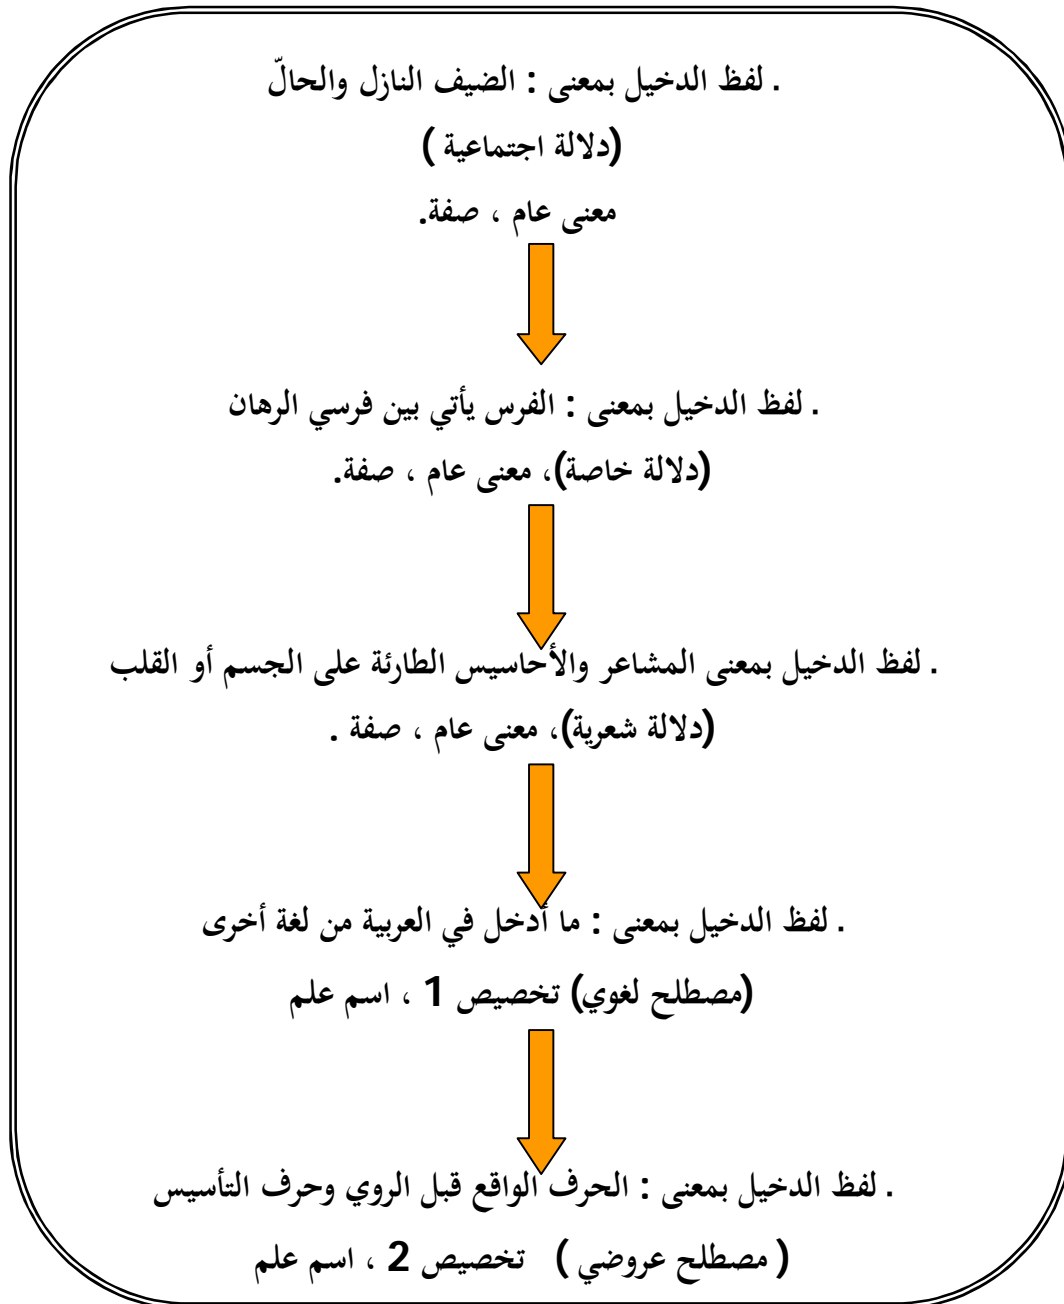 . لفظ الدخيل بمعنى : الضيف النازل والحالّ
(دلالة اجتماعية )
معنى عام ، صفة.
. لفظ الدخيل بمعنى : الفرس يأتي بين فرسي الرهان
(دلالة خاصة)، معنى عام ، صفة.
. لفظ الدخيل بمعنى المشاعر والأحاسيس الطارئة على الجسم أو القلب
(دلالة شعرية)، معنى عام ، صفة .
. لفظ الدخيل بمعنى : ما أدخل في العربية من لغة أخرى
(مصطلح لغوي) تخصيص 1 ، اسم علم
. لفظ الدخيل بمعنى : الحرف الواقع قبل الروي وحرف التأسيس
( مصطلح عروضي ) تخصيص 2 ، اسم علم